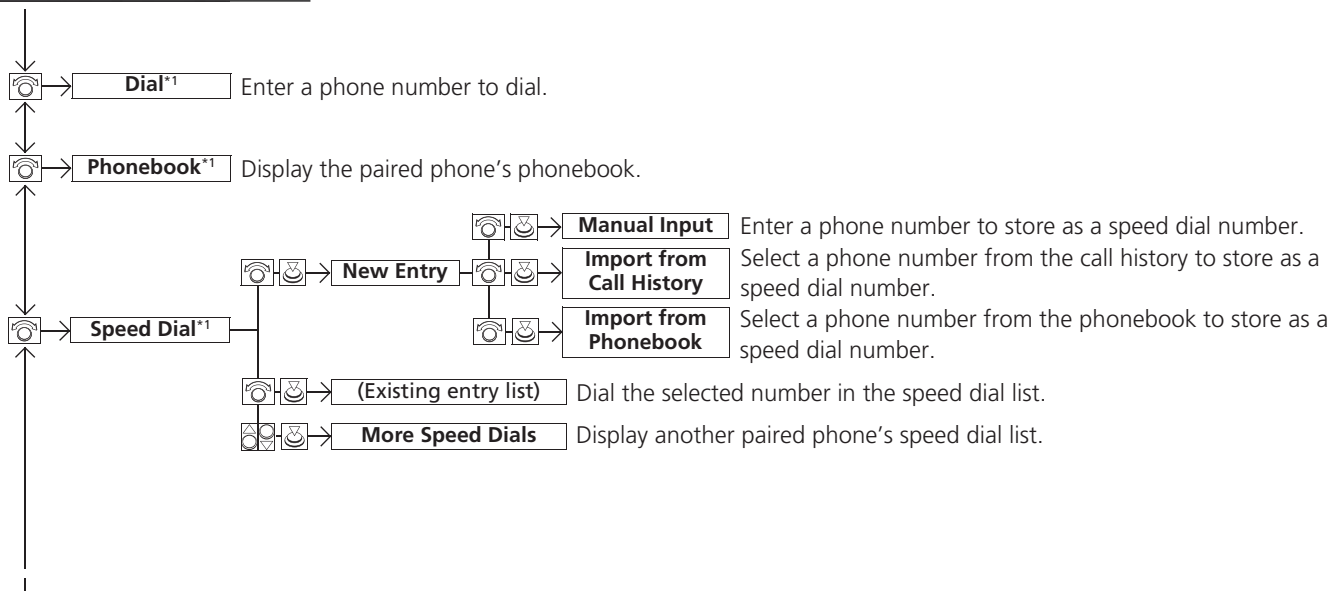 Dial*1 Enter a phone number to dial.
Phonebook*1 Display the paired phone’s phonebook.
Manual Input Enter a phone number to store as a speed dial number.
Import from Call History Select a phone number from the call history to store as a
speed dial number.
New Entry
Import from Phonebook Select a phone number from the phonebook to store as a
speed dial number.
Speed Dial*1
(Existing entry list) Dial the selected number in the speed dial list.
More Speed Dials Display another paired phone’s speed dial list.